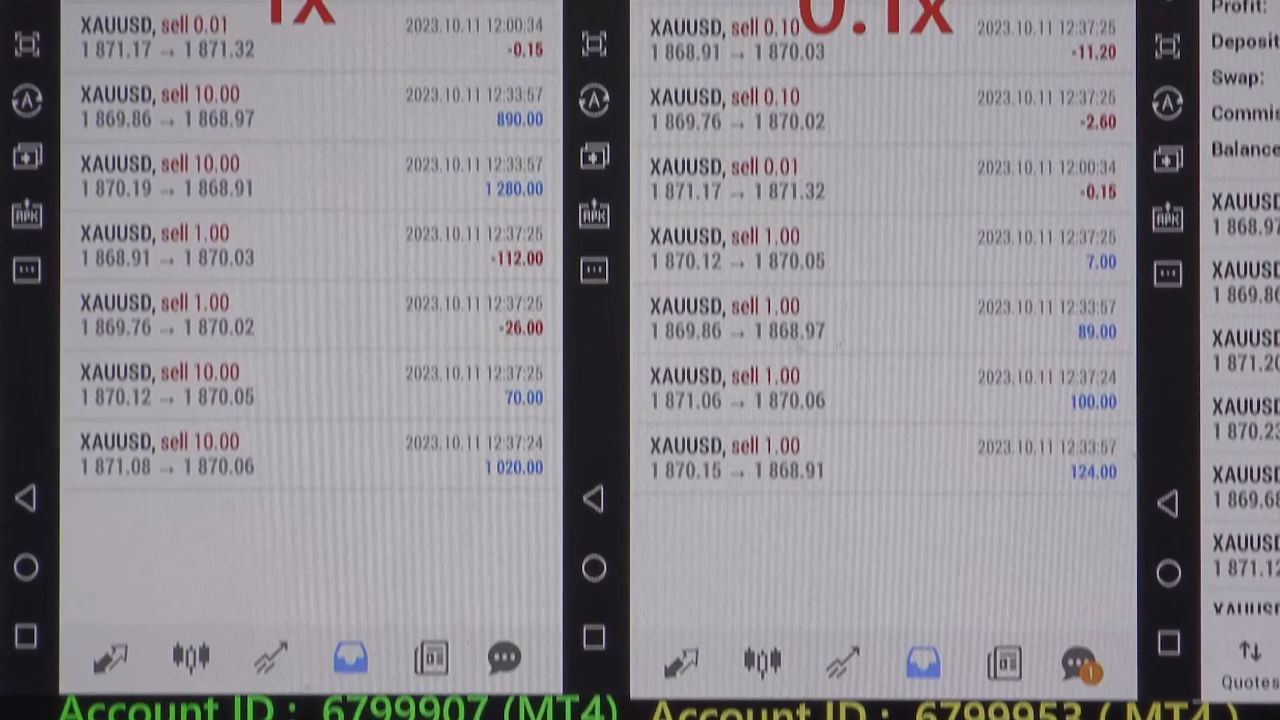 1x
XAUUSD, sell 0.01 2023.10.11 12:00:34
1 871.17 → 1 871.32 -0.15
XAUUSD, sell 10.00 2023.10.11 12:33:57
1 869.86 → 1 868.97 890.00
XAUUSD, sell 10.00 2023.10.11 12:33:57
1 870.19 → 1 868.91 1 280.00
XAUUSD, sell 1.00 2023.10.11 12:37:25
1 868.91 → 1 870.03 -112.00
XAUUSD, sell 1.00 2023.10.11 12:37:25
1 869.76 → 1 870.02 -26.00
XAUUSD, sell 10.00 2023.10.11 12:37:25
1 870.12 → 1 870.05 70.00
XAUUSD, sell 10.00 2023.10.11 12:37:24
1 871.08 → 1 870.06 1 020.00
Account ID : 6799907 (MT4)
0.1x
XAUUSD, sell 0.10 2023.10.11 12:37:25
1 868.91 → 1 870.03 -11.20
XAUUSD, sell 0.10 2023.10.11 12:37:25
1 869.76 → 1 870.02 -2.60
XAUUSD, sell 0.01 2023.10.11 12:00:34
1 871.17 → 1 871.32 -0.15
XAUUSD, sell 1.00 2023.10.11 12:37:25
1 870.12 → 1 870.05 7.00
XAUUSD, sell 1.00 2023.10.11 12:33:57
1 869.86 → 1 868.97 89.00
XAUUSD, sell 1.00 2023.10.11 12:37:24
1 871.06 → 1 870.06 100.00
XAUUSD, sell 1.00 2023.10.11 12:33:57
1 870.15 → 1 868.91 124.00
Account ID : 6799953 ( MT4 )
Profit:
Deposit
Swap:
Commis
Balance
XAUUSD
1 868.97
XAUUSD
1 869.86
XAUUSD
1 871.20
XAUUSD
1 870.23
XAUUSD
1 869.68
XAUUSD
1 871.12
XAUUSD
Quotes